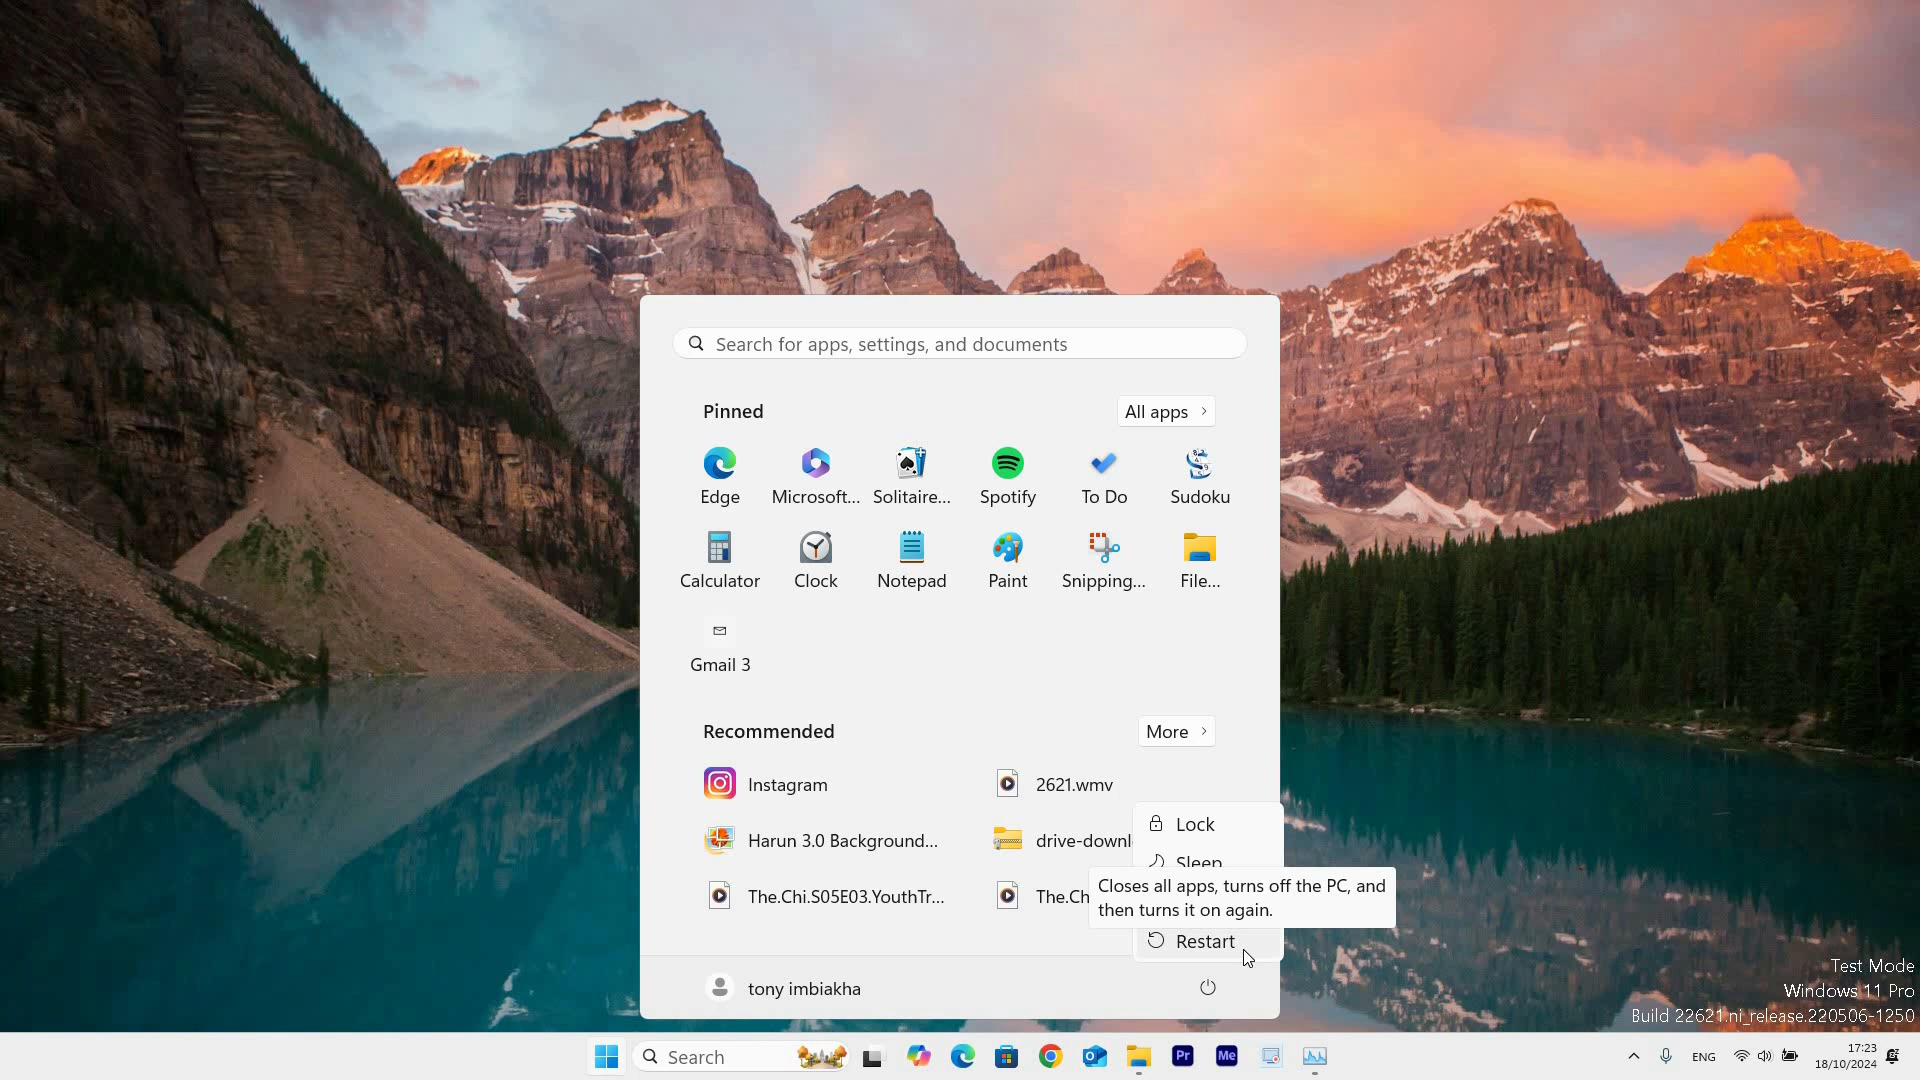 Search for apps, settings, and documents
Pinned
All apps
Edge
Microsoft...
Solitaire...
Spotify
To Do
Sudoku
Calculator
Clock
Notepad
Paint
Snipping...
File...
Gmail 3
Recommended
More
Instagram
2621.wmv
Harun 3.0 Background...
drive-downl
The.Chi.S05E03.YouthTr...
The.Ch
Lock
Sleep
Closes all apps, turns off the PC, and
then turns it on again.
Restart
tony imbiakha
Test Mode
Windows 11 Pro
Build 22621.ni_release.220506-1250
Search
Pr
Me
ENG
17:23
18/10/2024